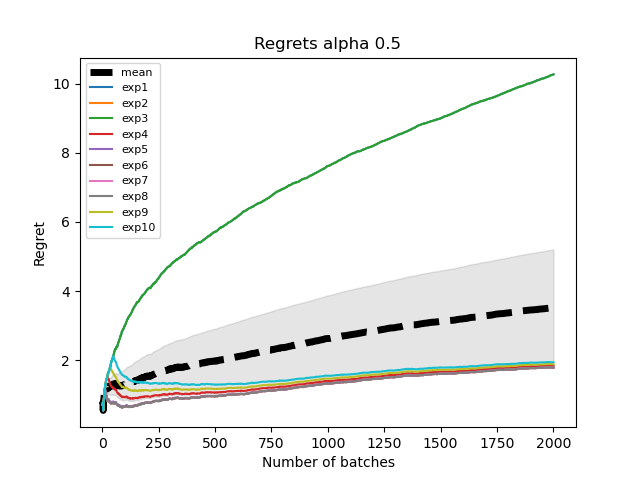 Regrets alpha 0.5
mean
exp1
exp2
exp3
exp4
exp5
exp6
exp7
exp8
exp9
exp10
10
8
6
4
2
Regret
0 250 500 750 1000 1250 1500 1750 2000
Number of batches